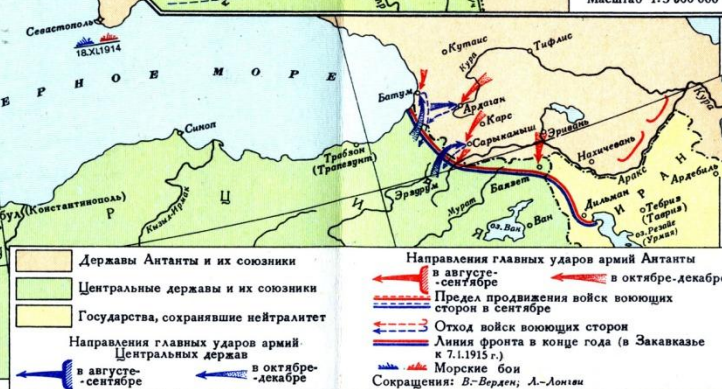 Масштаб 1:5 000 000
Севастополь
18.XI.1914
ЕРНОЕ МОРЕ
Кутаис
Тифлис
Кура
Батум
Ардаган
Карс
Кура
Сарыкамыш
Эривань
Синоп
Нахичевань
Трабзон
(Трапезунт)
Аракс
Ардебиль
ИРАН
Эрзурум
Баязет
Дильман
бул (Константинополь)
Кизил-Ирмак
Мурат
Тебриз
(Тавриз)
Р Ц И Я
оз. Ван
Ван
оз. Резайе
(Урмия)
Державы Антанты и их союзники
Центральные державы и их союзники
Государства, сохранявшие нейтралитет
Направления главных ударов армий
Центральных держав
в августе-
-сентябре
в октябре-
-декабре
Направления главных ударов армий Антанты
в августе-
-сентябре
в октябре-декабре
Предел продвижения войск воюющих
сторон в сентябре
Отход войск воюющих сторон
Линия фронта в конце года (в Закавказье
к 7.I.1915 г.)
Морские бои
Сокращения: В.-Верден; Л.-Лонгви